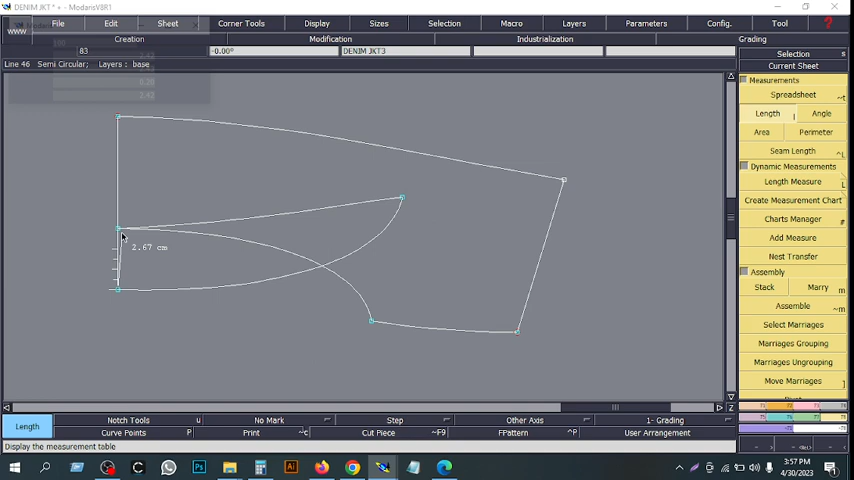 DENIM JKT * + - ModarisV8R1
www
File Edit Sheet Corner Tools Display Sizes Selection Macro Layers Parameters Config. Tool ?
Creation Modification Industrialization Grading
83 -0.00° DENIM JKT3
Line 46 Semi Circular; Layers : base
Selection s
Current Sheet
Measurements
Spreadsheet ~t
Length l Angle
Area Perimeter
Seam Length ^L
Dynamic Measurements
Length Measure L
Create Measurement Chart
Charts Manager #
Add Measure
Nest Transfer
Assembly
Stack Marry m
Assemble ~m
Select Marriages
Marriages Grouping
Marriages Ungrouping
Move Marriages ]
2.67 cm
Z
Length
Notch Tools u No Mark Step Other Axis 1- Grading
Curve Points P Print ~c Cut Piece ~F9 FPattern ^P User Arrangement
Display the measurement table
3:57 PM
4/30/2023